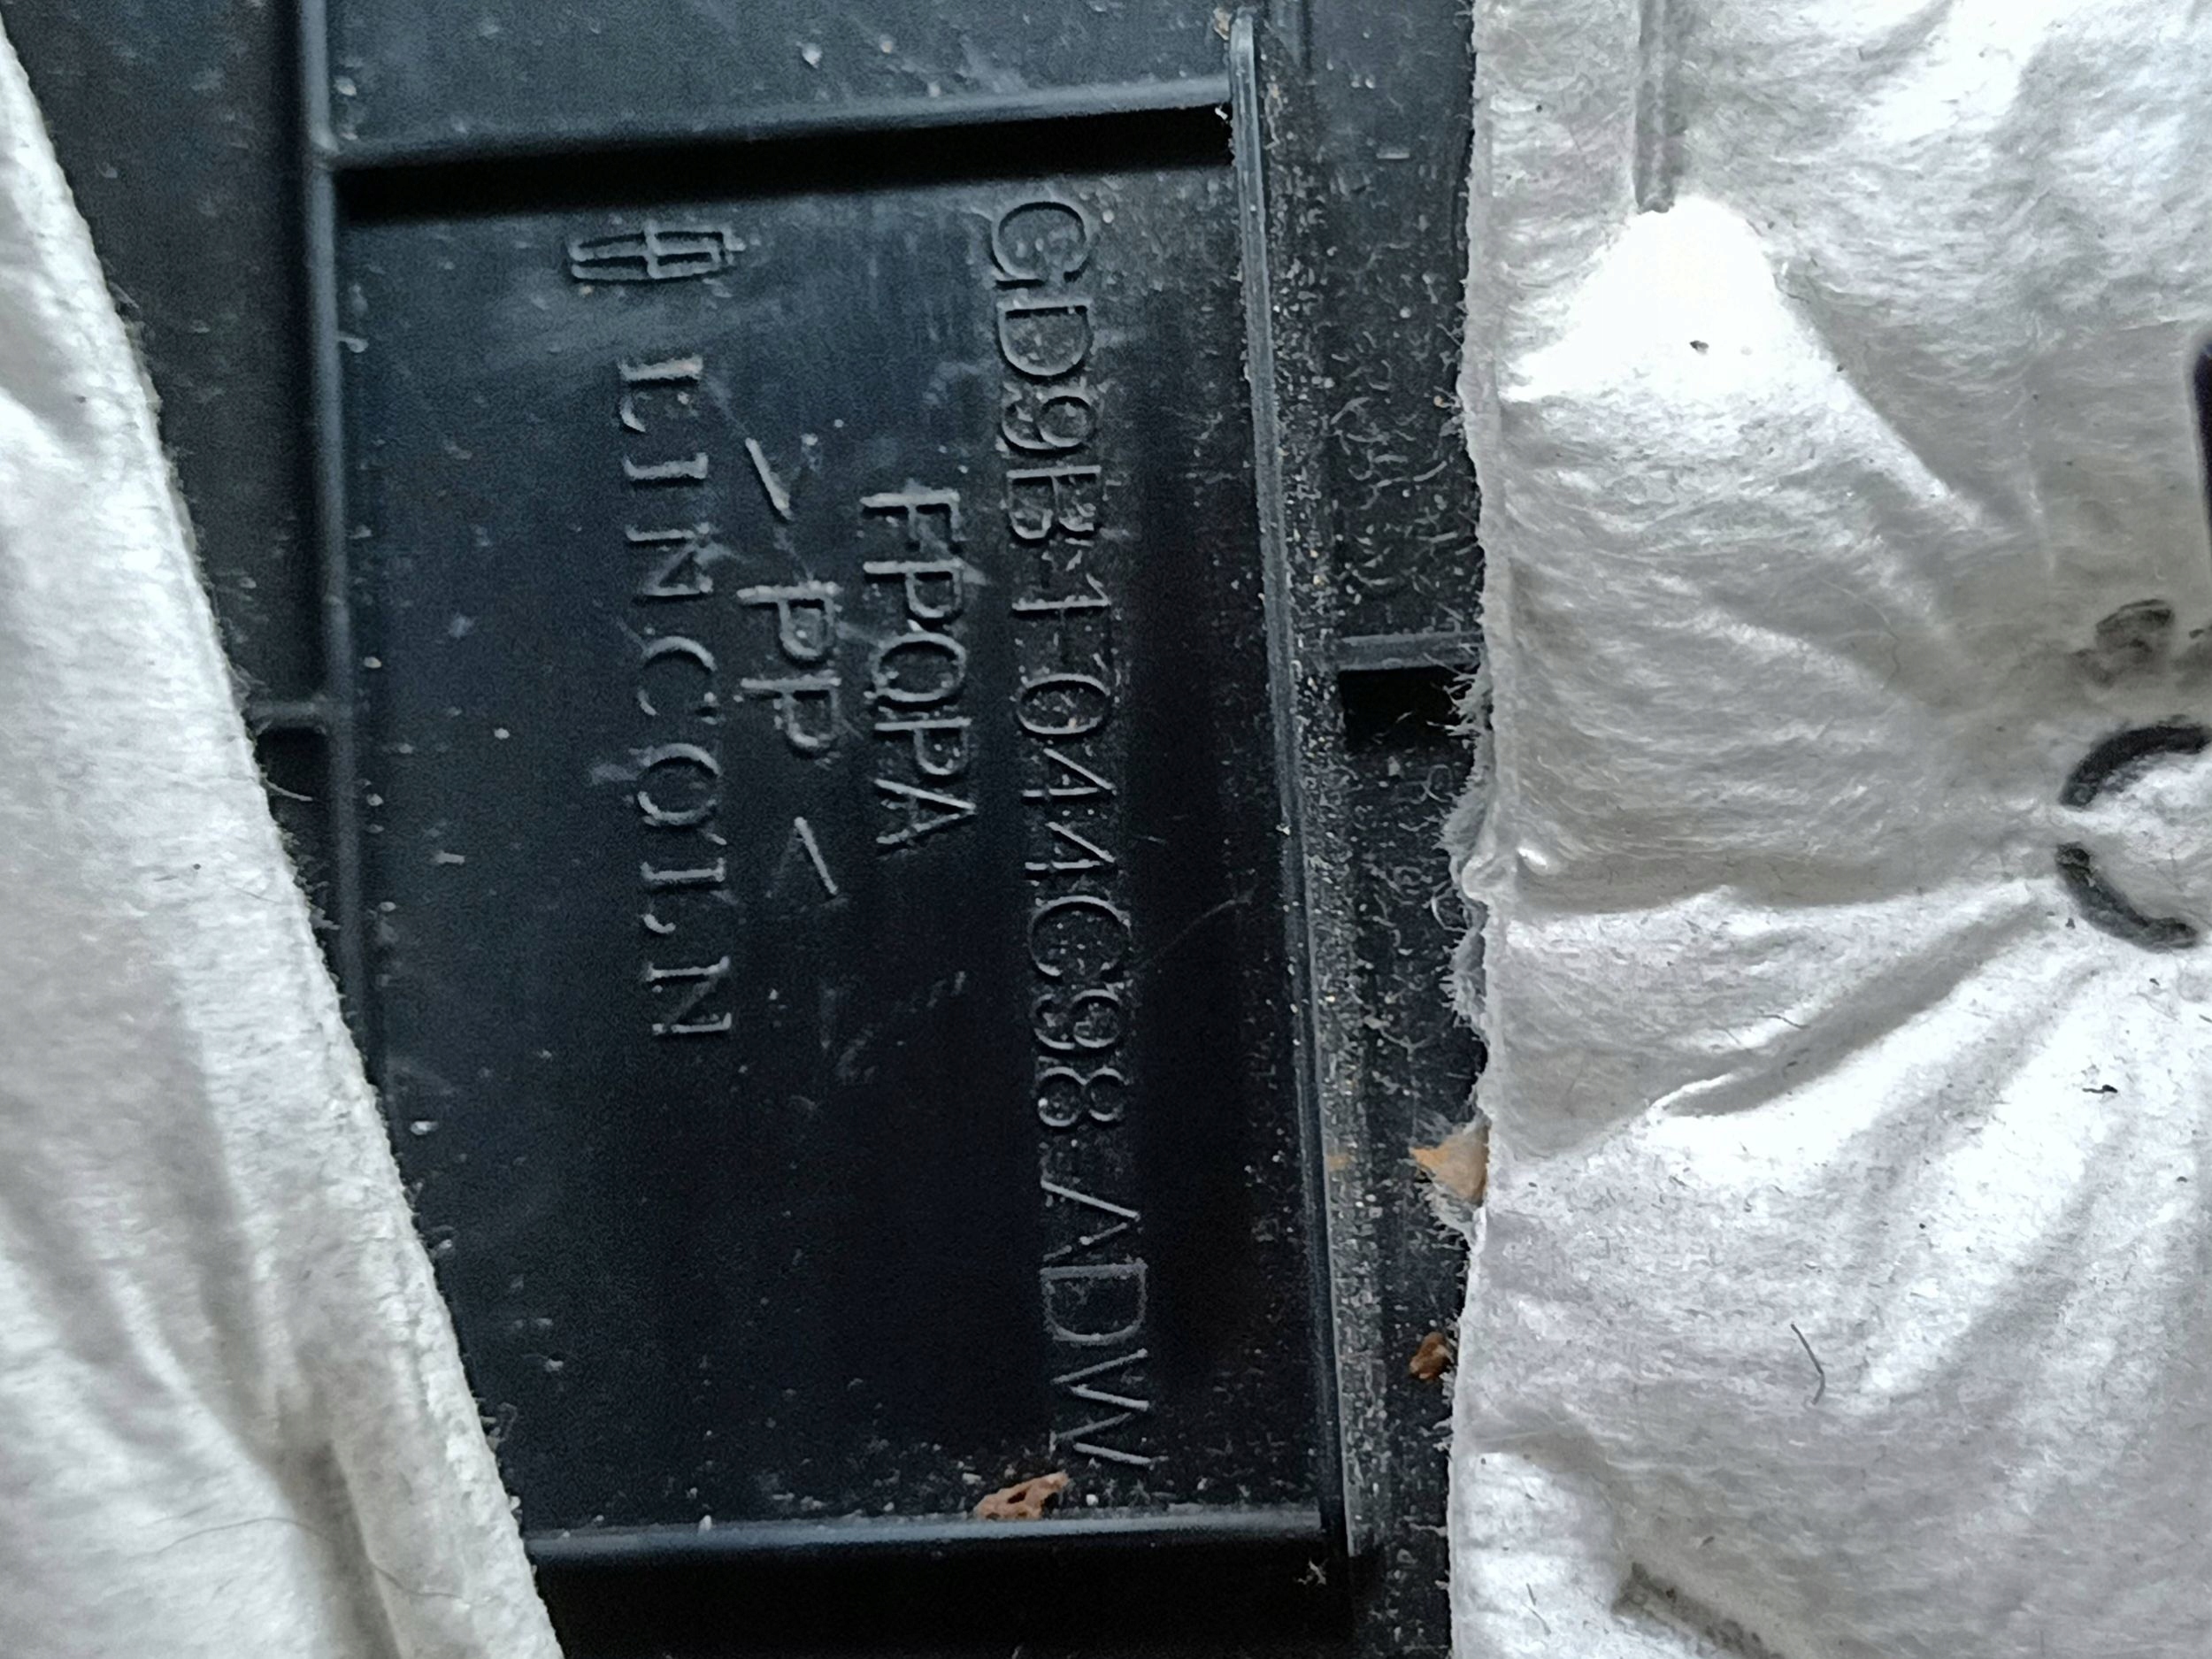 GD9B-1044C98-ADW
FPQPA
>PP<
LINCOLN